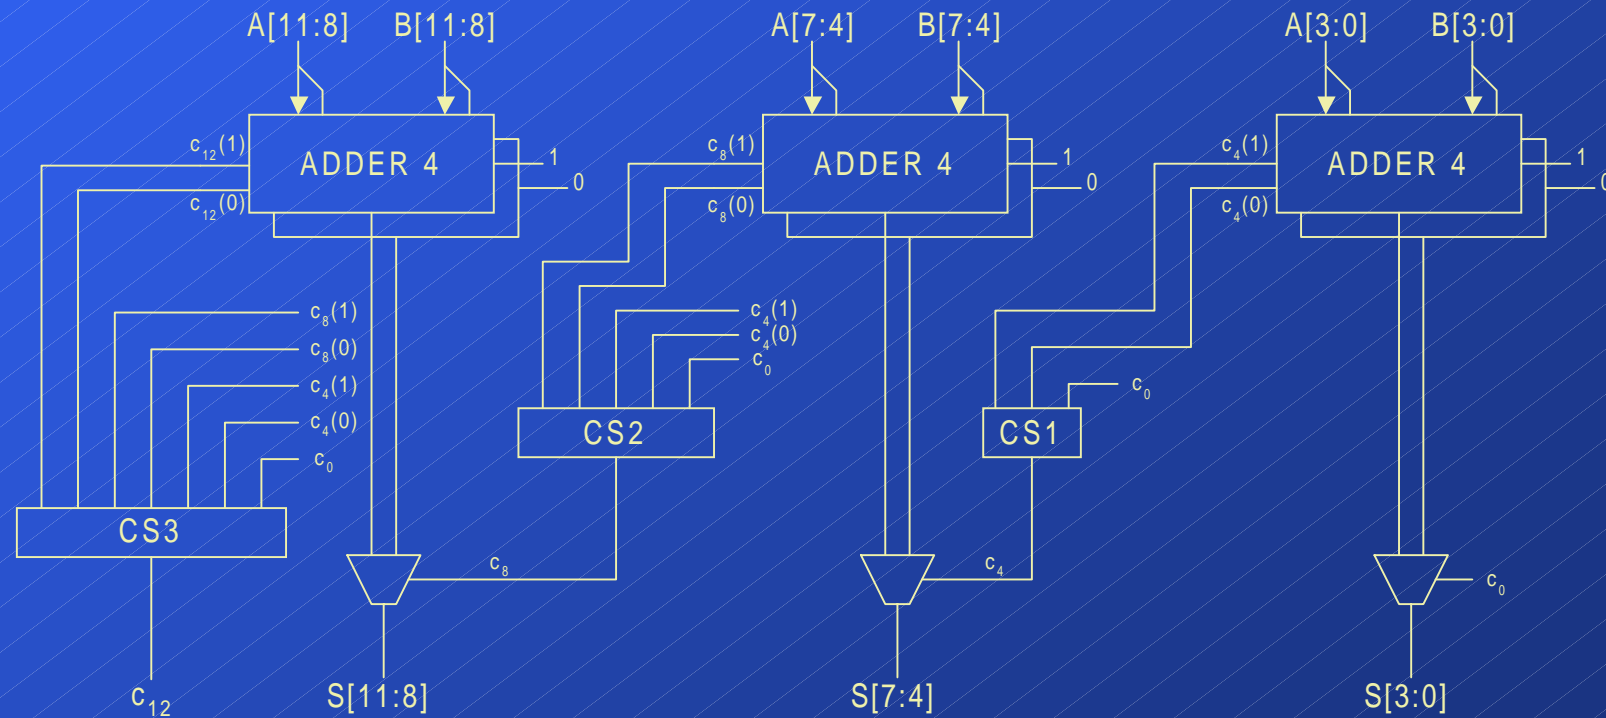 A[11:8] B[11:8] A[7:4] B[7:4] A[3:0] B[3:0]
c12(1) ADDER 4 1 c8(1) ADDER 4 1 c4(1) ADDER 4 1
c12(0) 0 c8(0) 0 c4(0) 0
c8(1) c4(1)
c8(0) c4(0)
c4(1) c0 c0
c4(0) CS2 CS1
c0
CS3
c8 c4 c0
c12 S[11:8] S[7:4] S[3:0]